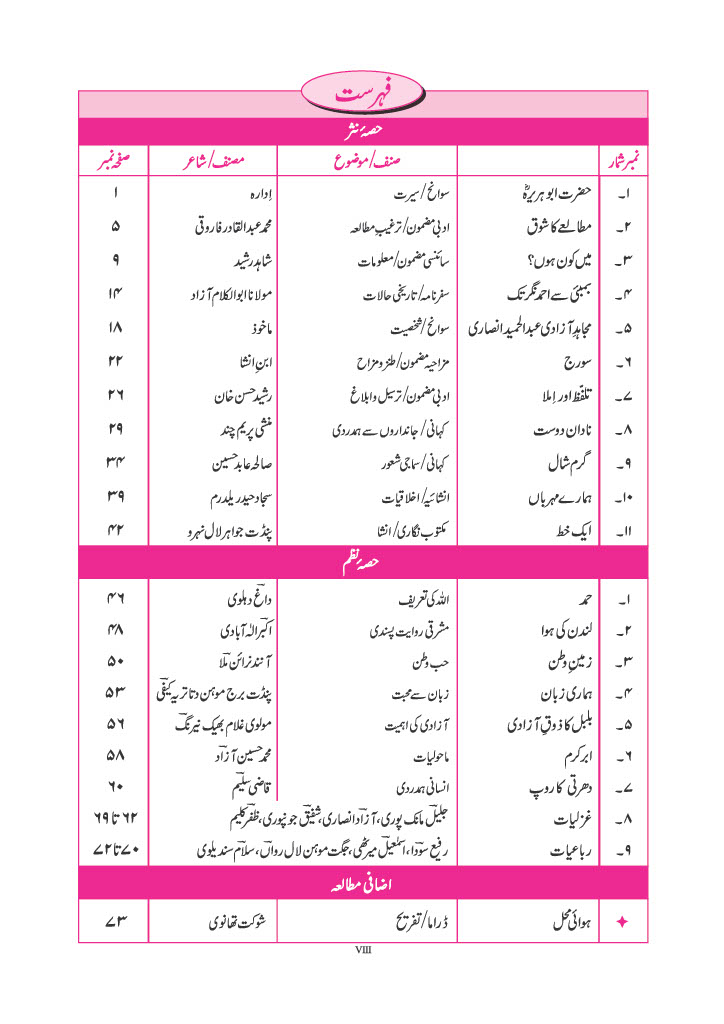 فہرست
حصۂ نثر
نمبر شمار صنف/موضوع مصنف/شاعر صفحہ نمبر
۱۔ حضرت ابو ہریرہؓ سوانح/سیرت اِدارہ ۱
۲۔ مطالعے کا شوق ادبی مضمون/ترغیبِ مطالعہ محمد عبدالقادر فاروقی ۵
۳۔ میں کون ہوں؟ سائنسی مضمون/معلومات شاہد رشید ۹
۴۔ بمبئی سے احمد نگر تک سفرنامہ/تاریخی حالات مولانا ابوالکلام آزاد ۱۴
۵۔ مجاہدِ آزادی عبدالحمید انصاری سوانح/شخصیت ماخوذ ۱۸
۶۔ سورج مزاحیہ مضمون/طنز و مزاح ابنِ انشا ۲۲
۷۔ تلفّظ اور اِملا ادبی مضمون/ترسیل و ابلاغ رشید حسن خان ۲۶
۸۔ نادان دوست کہانی/جانداروں سے ہمدردی منشی پریم چند ۲۹
۹۔ گرم شال کہانی/سماجی شعور صالحہ عابد حسین ۳۴
۱۰۔ ہمارے مہرباں انشائیہ/اخلاقیات سجاد حیدر یلدرم ۳۹
۱۱۔ ایک خط مکتوب نگاری/انشا پنڈت جواہر لال نہرو ۴۲
حصۂ نظم
۱۔ حمد اللہ کی تعریف داغؔ دہلوی ۴۶
۲۔ لندن کی ہوا مشرقی روایت پسندی اکبرؔ الٰہ آبادی ۴۸
۳۔ زمینِ وطن حب وطن آنند نرائن ملّاؔ ۵۰
۴۔ ہماری زبان زبان سے محبت پنڈت برج موہن دتاتریہ کیفیؔ ۵۳
۵۔ بلبل کا ذوقِ آزادی آزادی کی اہمیت مولوی غلام بھیک نیرنگؔ ۵۶
۶۔ ابرِ کرم ماحولیات محمد حسین آزادؔ ۵۸
۷۔ دھرتی کا روپ انسانی ہمدردی قاضی سلیمؔ ۶۰
۸۔ غزلیات جلیلؔ مانک پوری، آزادؔ انصاری، شفیقؔ جونپوری، ظفرؔ کلیم ۶۲ تا ۶۹
۹۔ رباعیات رفیع سوداؔ، اسمٰعیلؔ میرٹھی، جگت موہن لال رواںؔ، سلامؔ سندیلوی ۷۰ تا ۷۲
اضافی مطالعہ
ہوائی محل ڈراما/تفریح شوکت تھانوی ۷۳
VIII